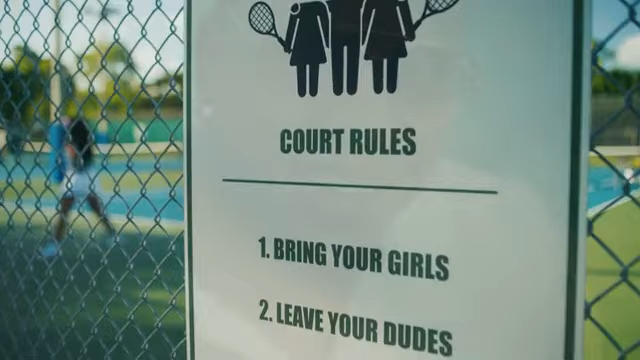 COURT RULES
1. BRING YOUR GIRLS
2. LEAVE YOUR DUDES